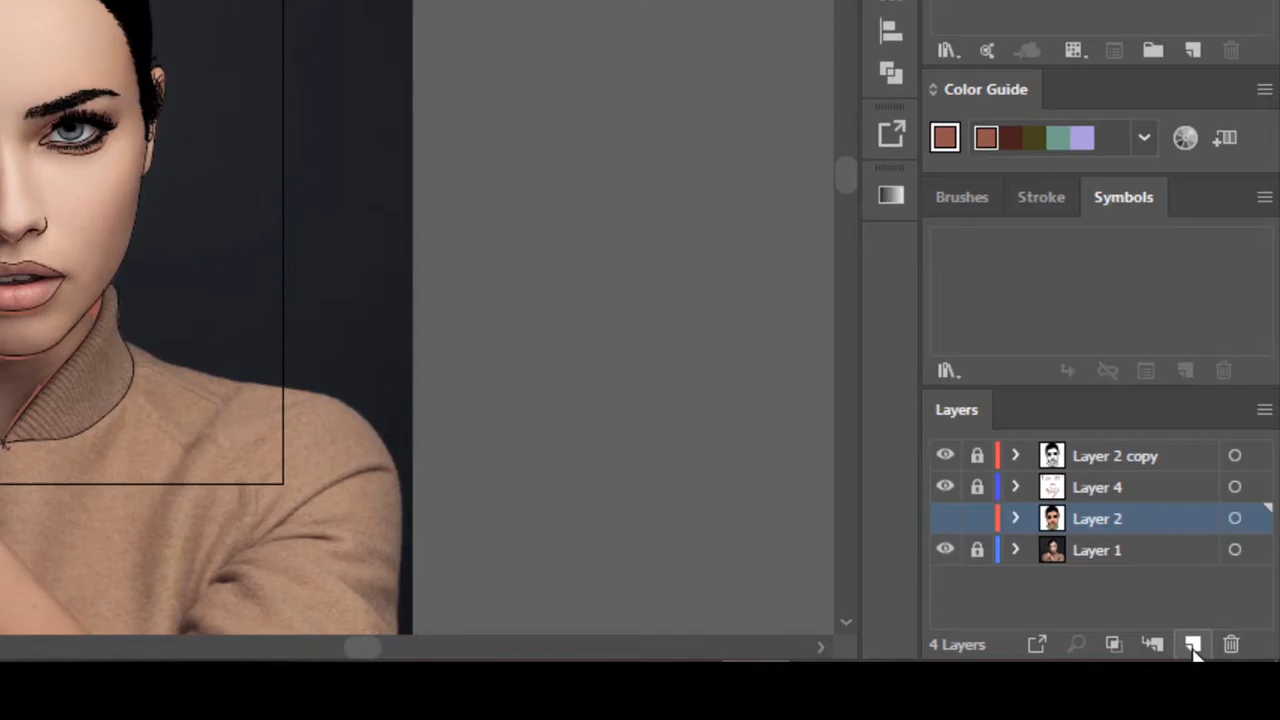 Color Guide
Brushes Stroke Symbols
Layers
Layer 2 copy
Layer 4
Layer 2
Layer 1
4 Layers